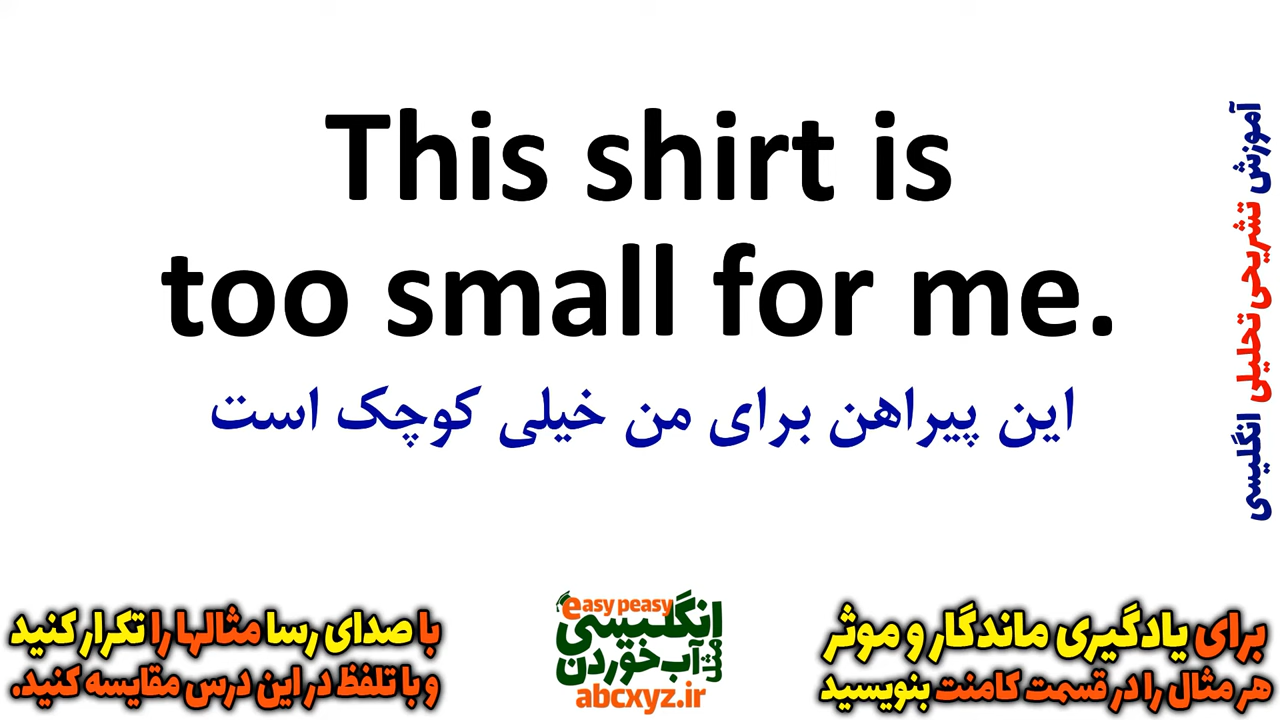 This shirt is
too small for me.
این پیراهن برای من خیلی کوچک است
آموزش تشریحی تحلیلی انگلیسی
برای یادگیری ماندگار و موثر
هر مثال را در قسمت کامنت بنویسید
easy peasy
انگلیسی
مثل آب خوردن
abcxyz.ir
با صدای رسا مثالها را تکرار کنید
و با تلفظ در این درس مقایسه کنید.